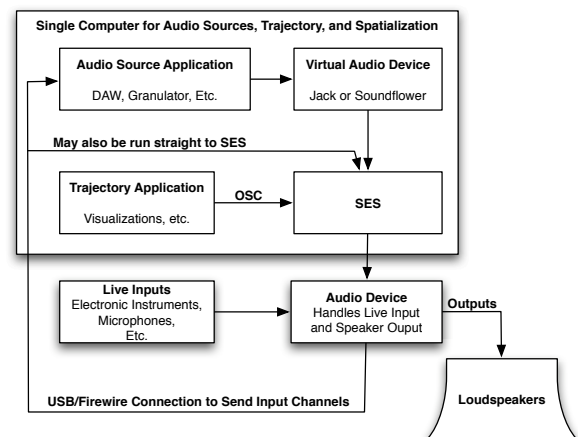 Single Computer for Audio Sources, Trajectory, and Spatialization
Audio Source Application
DAW, Granulator, Etc.
Virtual Audio Device
Jack or Soundflower
May also be run straight to SES
Trajectory Application
Visualizations, etc.
OSC
SES
Live Inputs
Electronic Instruments,
Microphones,
Etc.
Audio Device
Handles Live Input
and Speaker Ouput
Outputs
USB/Firewire Connection to Send Input Channels
Loudspeakers